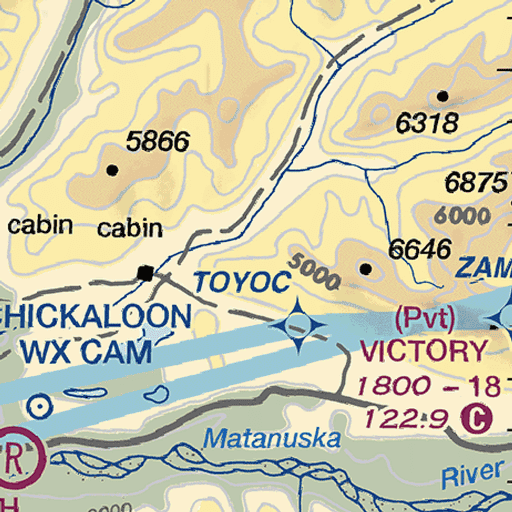 5866
6318
6875
6000
cabin
cabin
6646
5000
TOYOC
ZAM
CHICKALOON
WX CAM
(Pvt)
VICTORY
1800 - 18
122.9 C
Matanuska
River
R
H